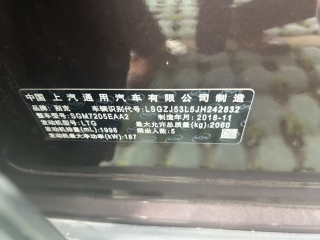 中国上汽通用汽车有限公司制造
品牌：别克 车辆识别代号：LSGZJ53L5JH242832
整车型号：SGM7205EAA2 制造年月：2018-11
发动机型号：LTG 最大允许总质量(kg)：2060
发动机排量(mL)：1998 乘坐人数：5
发动机最大净功率(kW)：187